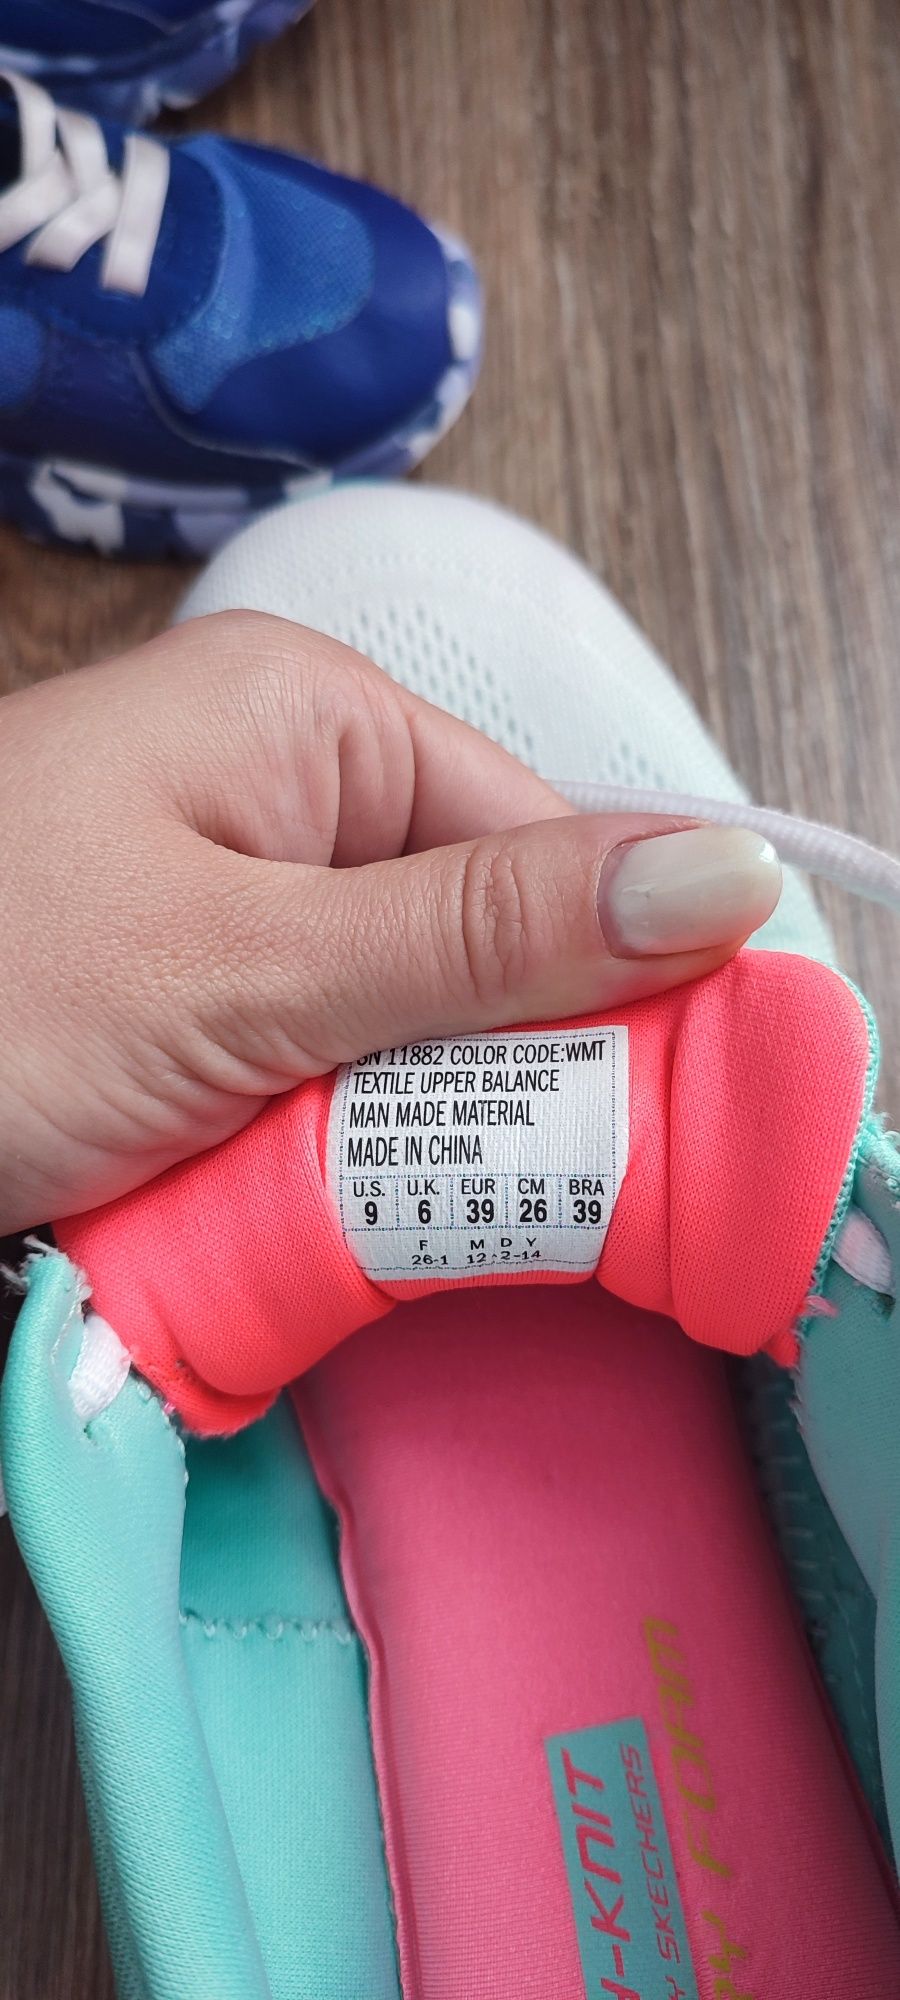 SN 11882 COLOR CODE:WMT
TEXTILE UPPER BALANCE
MAN MADE MATERIAL
MADE IN CHINA
U.S. U.K. EUR CM BRA
9 6 39 26 39
F M D Y
26-1 12-2-14
-KNIT
Y SKECHERS
RY FOAM